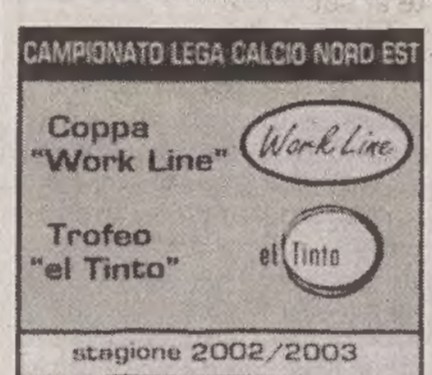 CAMPIONATO LEGA CALCIO NORD EST
Coppa
"Work Line"
Work Line
Trofeo
"el Tinto"
el Tinto
stagione 2002/2003